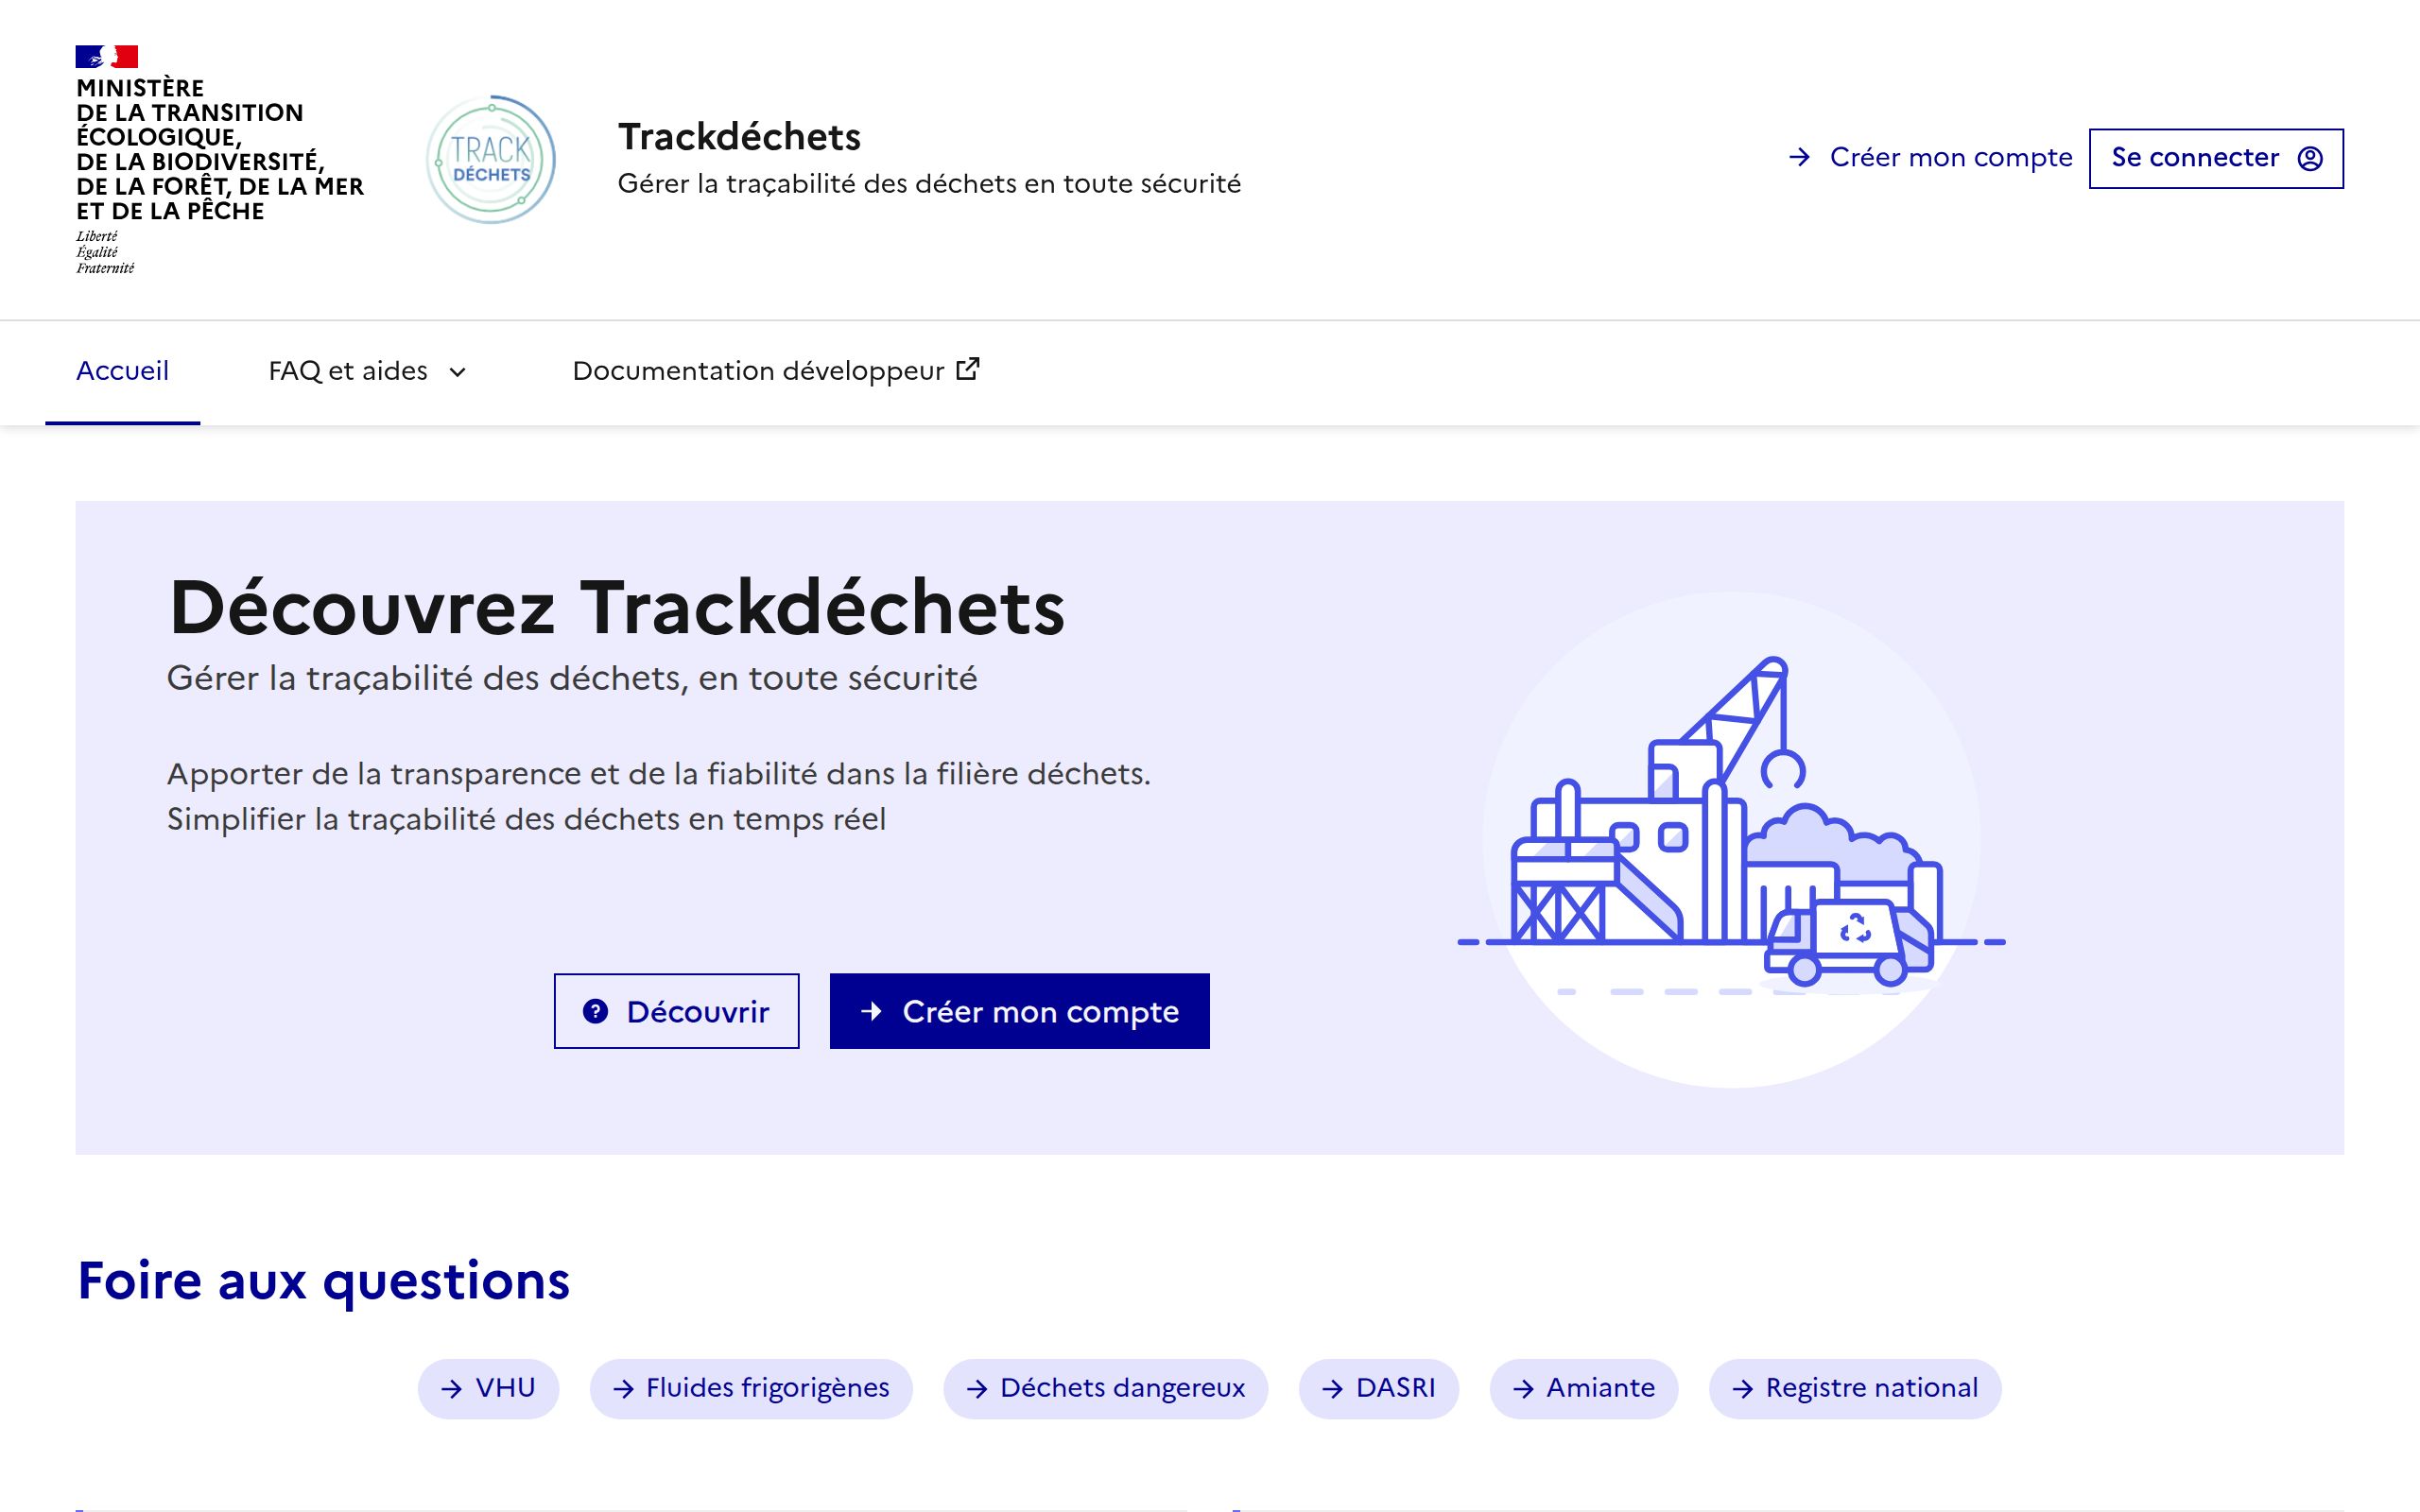 MINISTÈRE
DE LA TRANSITION
ÉCOLOGIQUE,
DE LA BIODIVERSITÉ,
DE LA FORÊT, DE LA MER
ET DE LA PÊCHE
Liberté
Égalité
Fraternité
TRACK
DÉCHETS
Trackdéchets
Gérer la traçabilité des déchets en toute sécurité
Créer mon compte
Se connecter
Accueil
FAQ et aides
Documentation développeur
Découvrez Trackdéchets
Gérer la traçabilité des déchets, en toute sécurité
Apporter de la transparence et de la fiabilité dans la filière déchets.
Simplifier la traçabilité des déchets en temps réel
Découvrir
Créer mon compte
Foire aux questions
VHU
Fluides frigorigènes
Déchets dangereux
DASRI
Amiante
Registre national